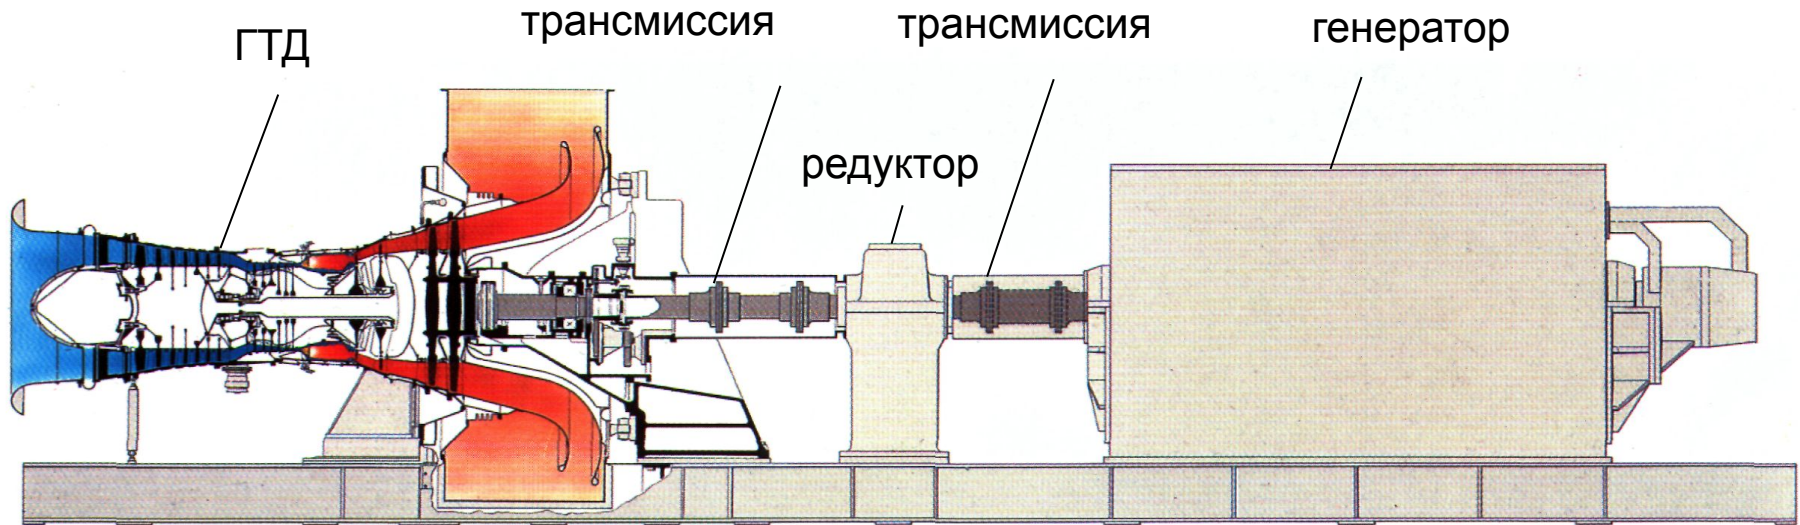 ГТД
трансмиссия
трансмиссия
генератор
редуктор